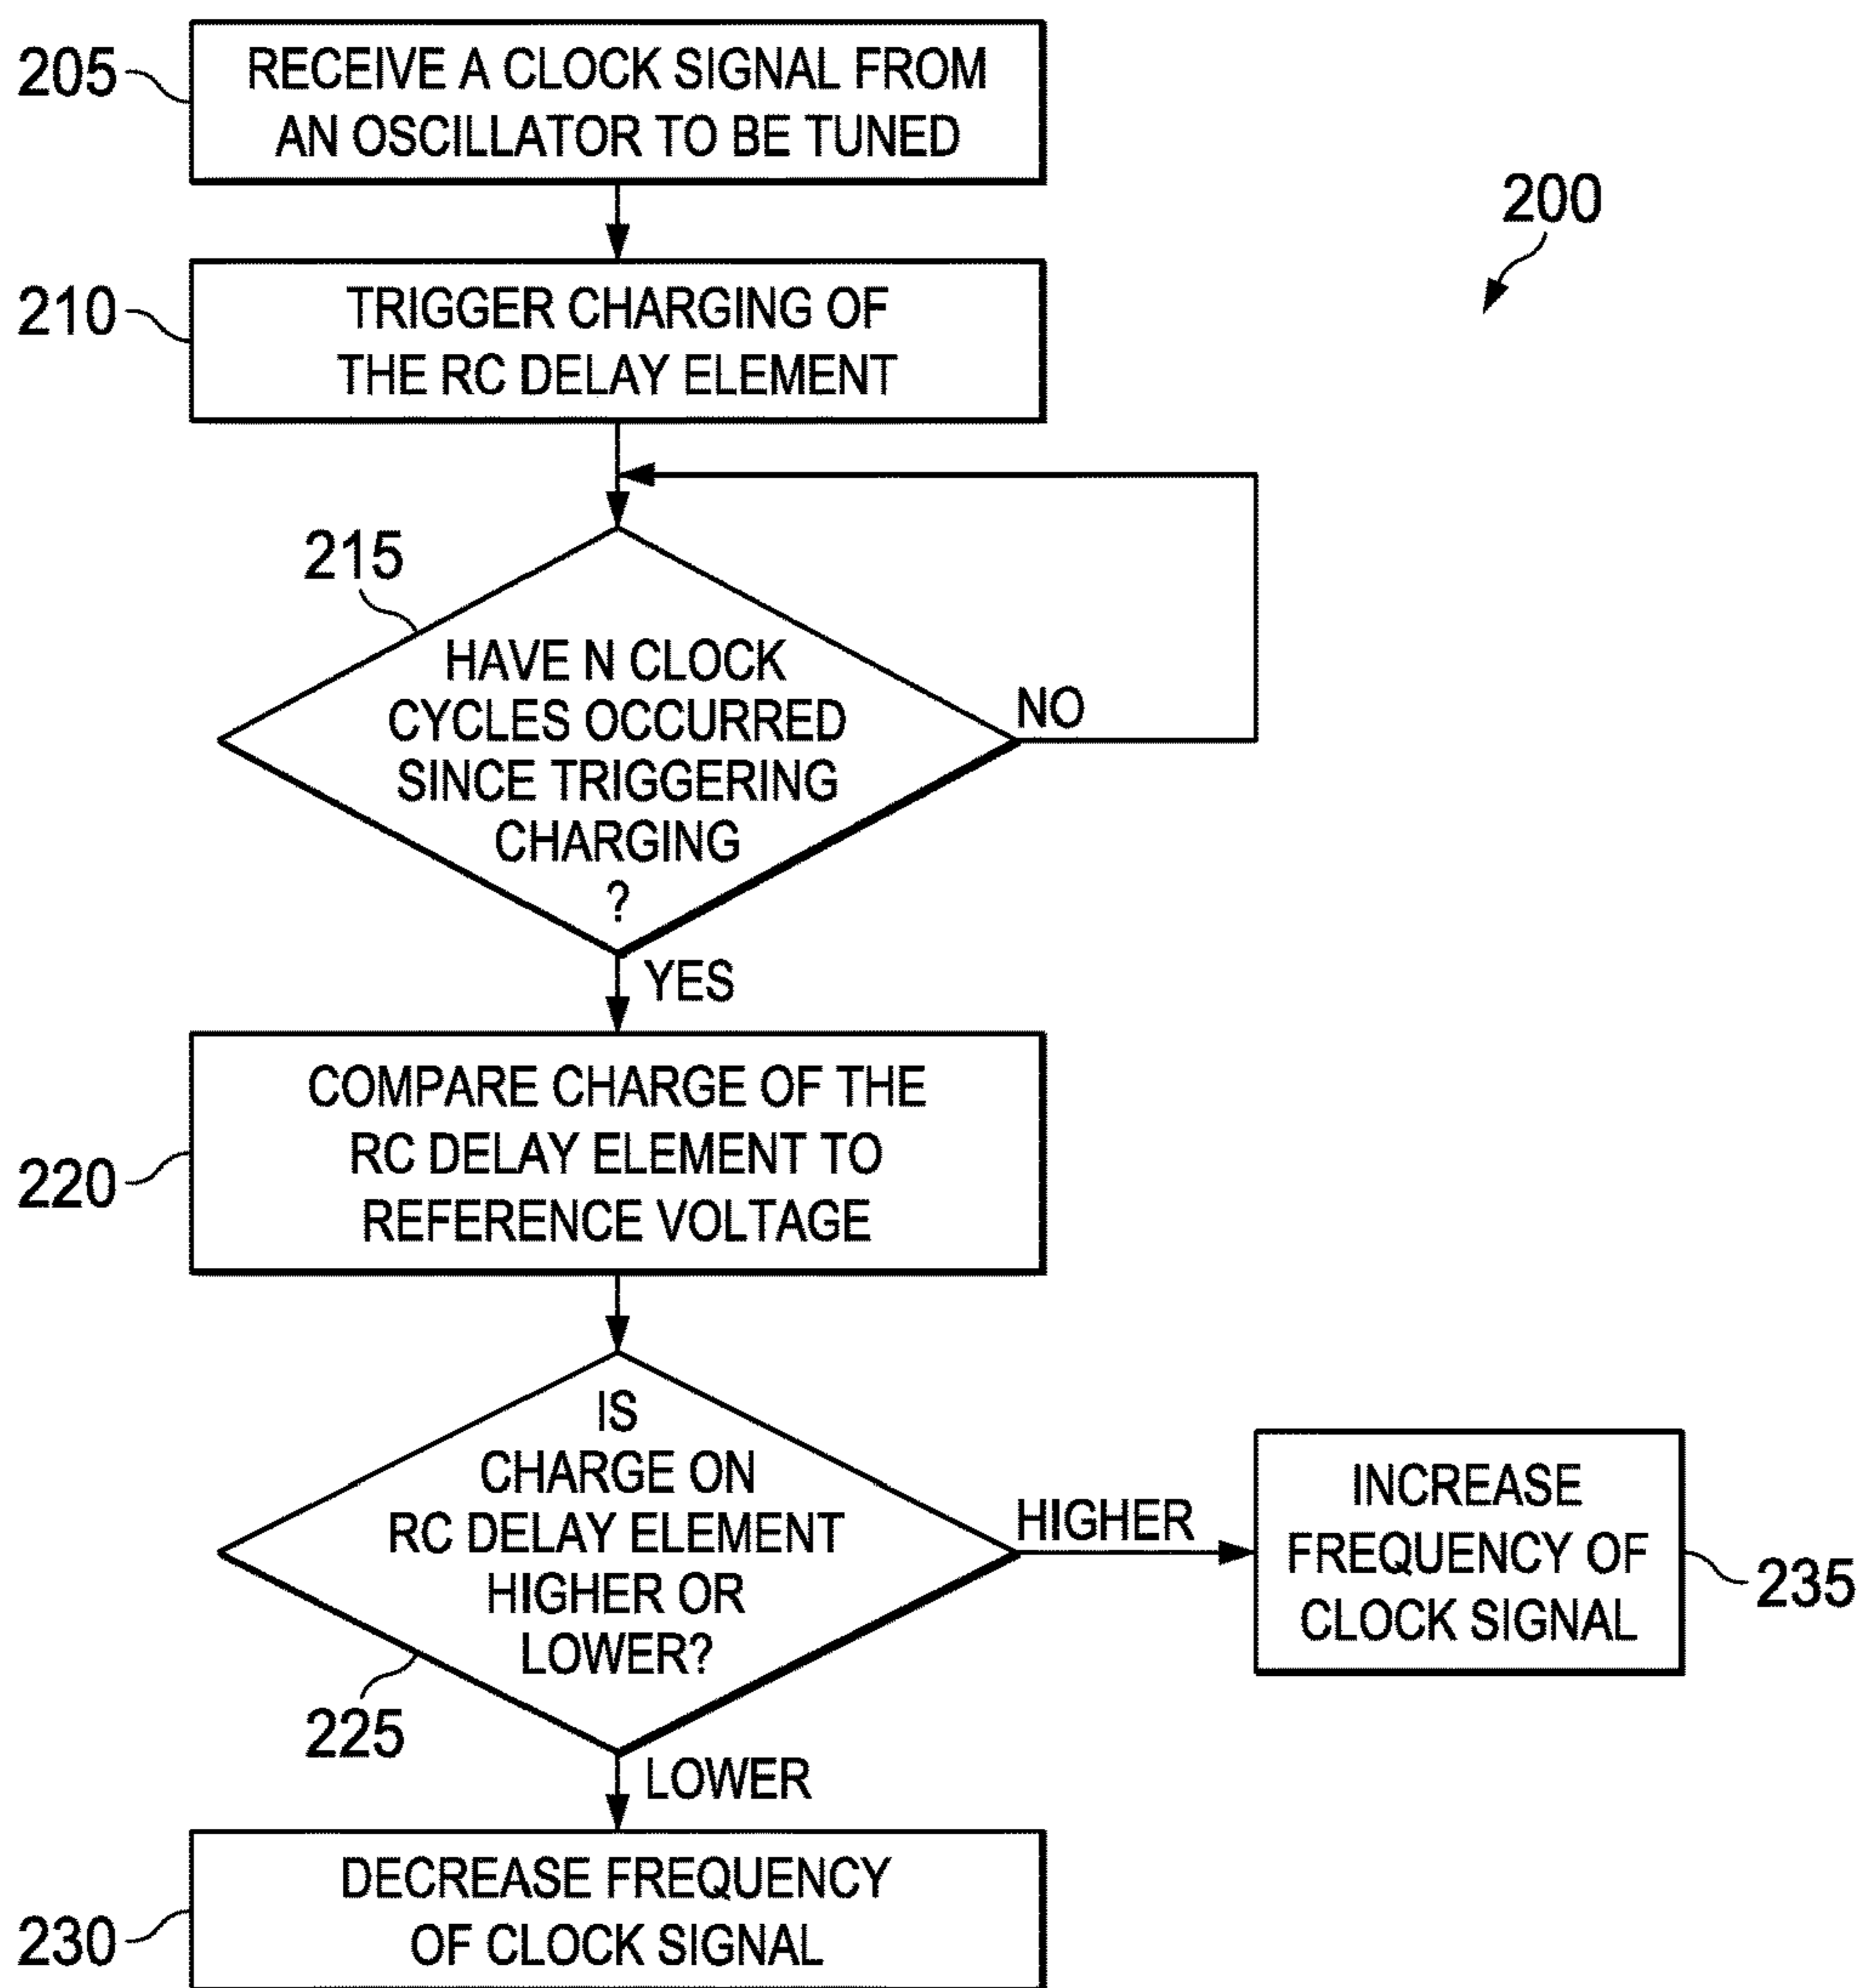 205
RECEIVE A CLOCK SIGNAL FROM
AN OSCILLATOR TO BE TUNED
200
210
TRIGGER CHARGING OF
THE RC DELAY ELEMENT
215
HAVE N CLOCK
CYCLES OCCURRED
SINCE TRIGGERING
CHARGING
?
NO
YES
220
COMPARE CHARGE OF THE
RC DELAY ELEMENT TO
REFERENCE VOLTAGE
IS
CHARGE ON
RC DELAY ELEMENT
HIGHER OR
LOWER?
225
HIGHER
INCREASE
FREQUENCY OF
CLOCK SIGNAL
235
LOWER
230
DECREASE FREQUENCY
OF CLOCK SIGNAL